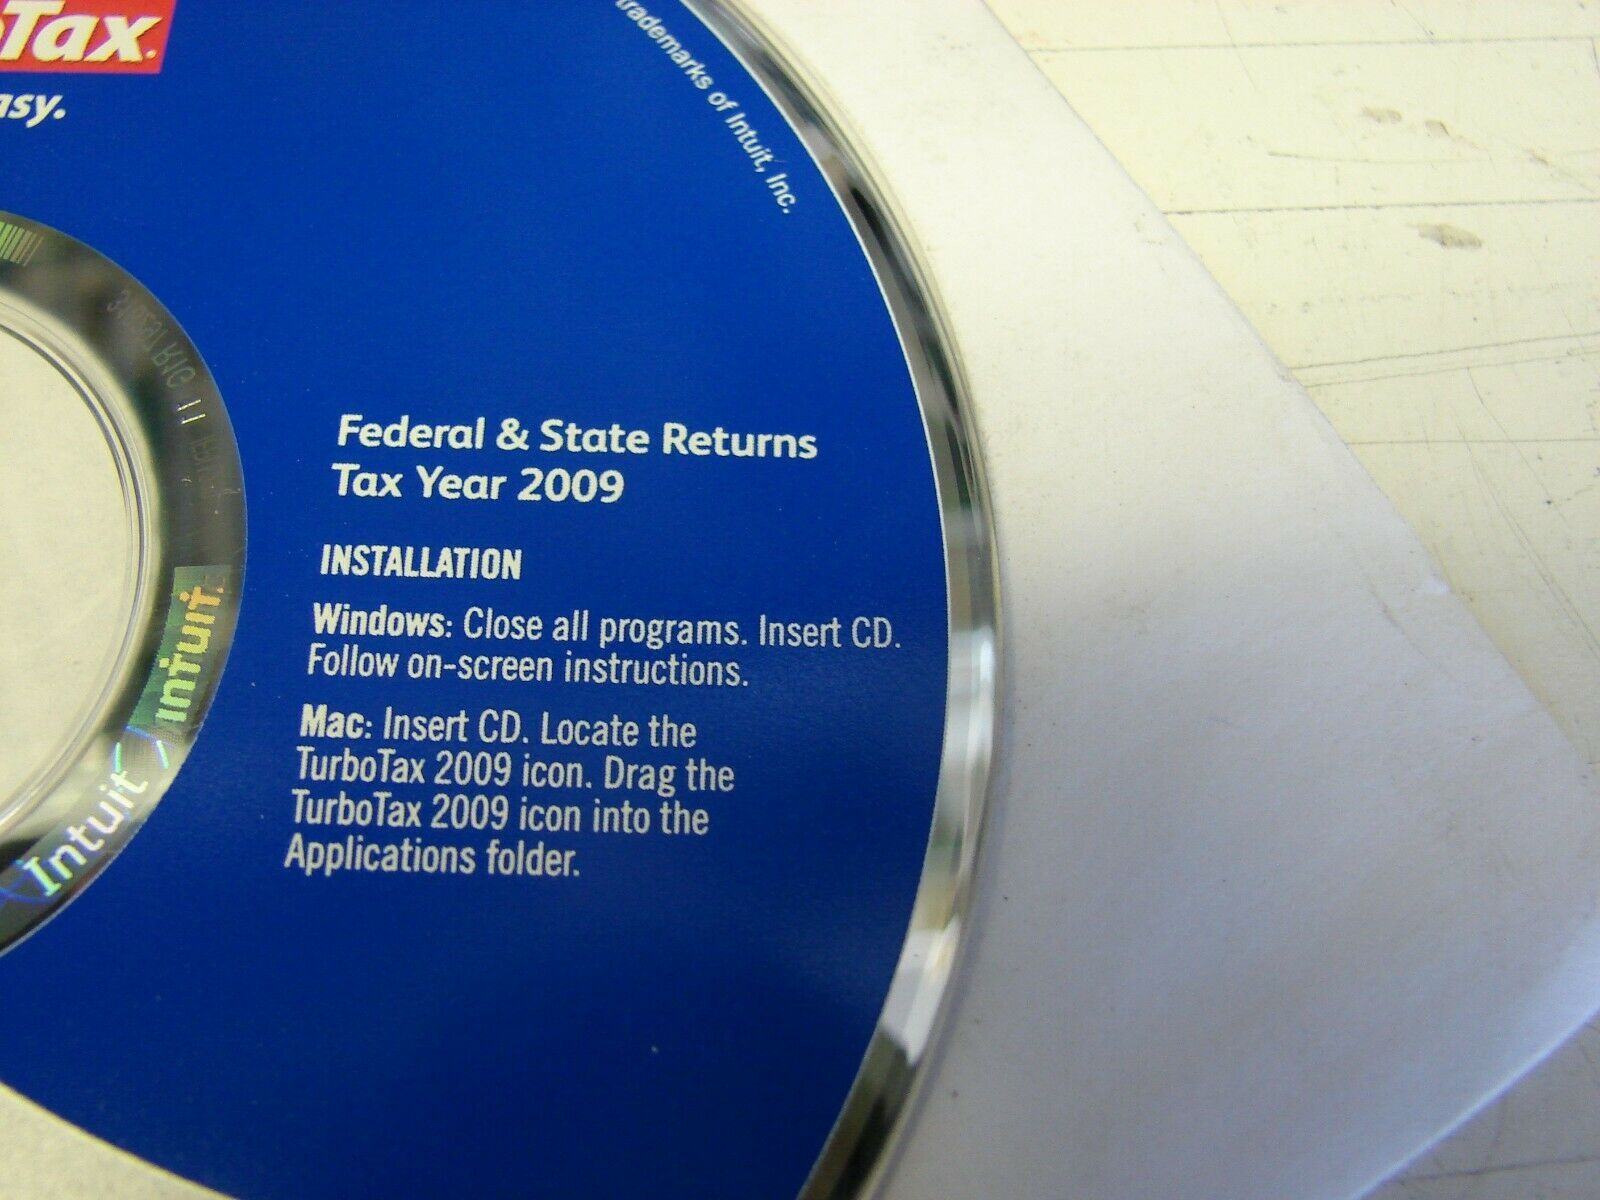 Tax.
asy.
trademarks of Intuit, Inc.
Federal & State Returns
Tax Year 2009
INSTALLATION
Windows: Close all programs. Insert CD.
Follow on-screen instructions.
Mac: Insert CD. Locate the
TurboTax 2009 icon. Drag the
TurboTax 2009 icon into the
Applications folder.
intuit.
Intuit